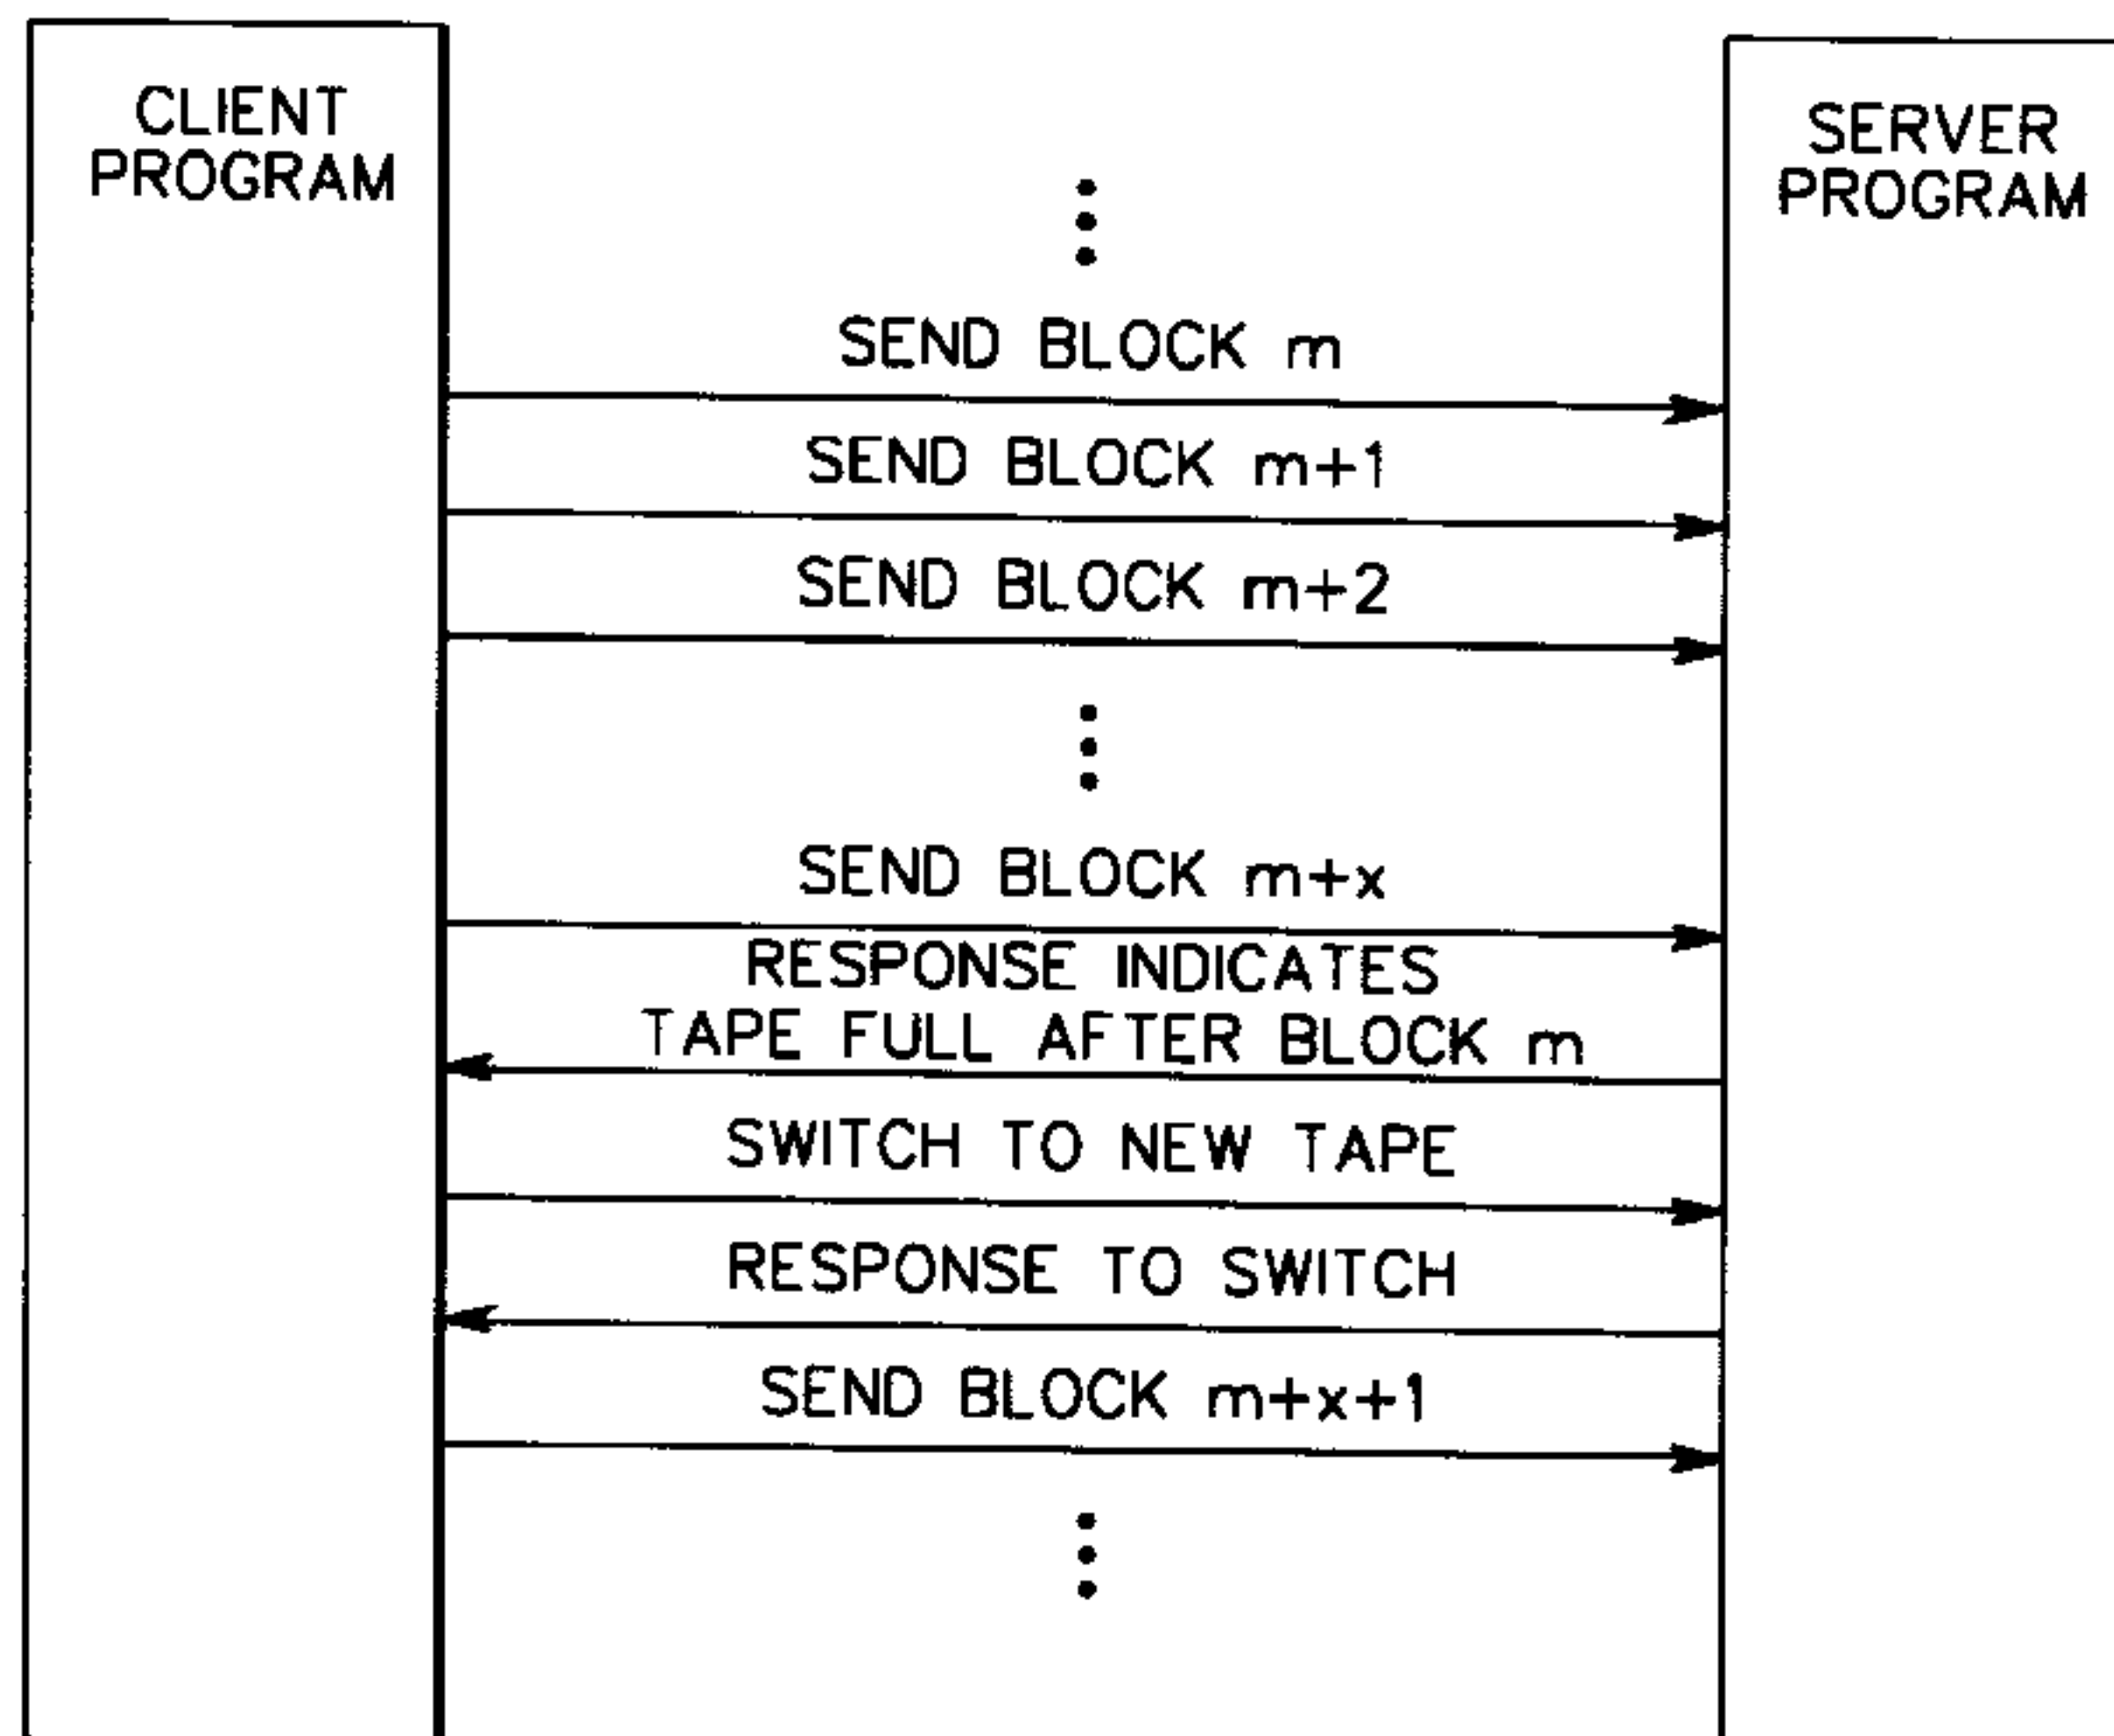 CLIENT
PROGRAM
SERVER
PROGRAM
SEND BLOCK m
SEND BLOCK m+1
SEND BLOCK m+2
SEND BLOCK m+x
RESPONSE INDICATES
TAPE FULL AFTER BLOCK m
SWITCH TO NEW TAPE
RESPONSE TO SWITCH
SEND BLOCK m+x+1